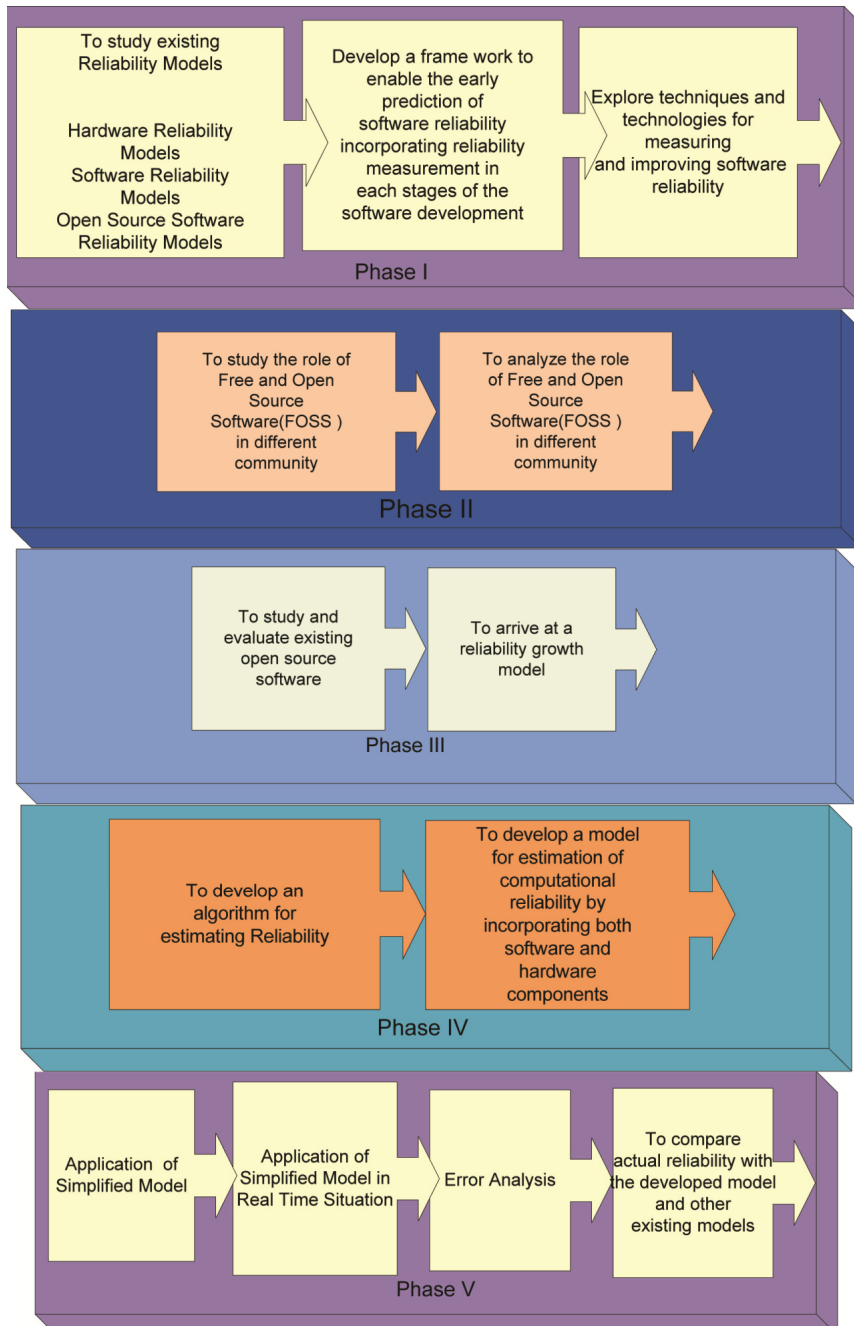 To study existing
Reliability Models
Hardware Reliability
Models
Software Reliability
Models
Open Source Software
Reliability Models
Develop a frame work to
enable the early
prediction of
software reliability
incorporating reliability
measurement in
each stages of the
software development
Explore techniques and
technologies for
measuring
and improving software
reliability
Phase I
To study the role of
Free and Open
Source
Software(FOSS )
in different
community
To analyze the role
of Free and Open
Source
Software(FOSS )
in different
community
Phase II
To study and
evaluate existing
open source
software
To arrive at a
reliability growth
model
Phase III
To develop an
algorithm for
estimating Reliability
To develop a model
for estimation of
computational
reliability by
incorporating both
software and
hardware
components
Phase IV
Application of
Simplified Model
Application of
Simplified Model in
Real Time Situation
Error Analysis
To compare
actual reliability with
the developed model
and other
existing models
Phase V